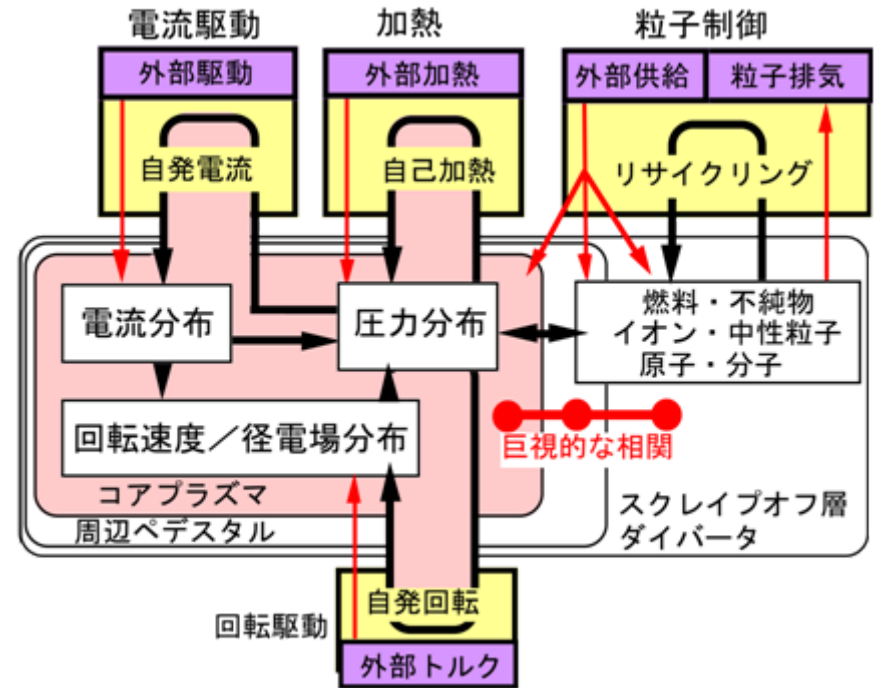 電流駆動
加熱
粒子制御
外部駆動
外部加熱
外部供給
粒子排気
自発電流
自己加熱
リサイクリング
電流分布
圧力分布
燃料・不純物
イオン・中性粒子
原子・分子
回転速度／径電場分布
巨視的な相関
コアプラズマ
周辺ペデスタル
スクレイプオフ層
ダイバータ
自発回転
回転駆動
外部トルク